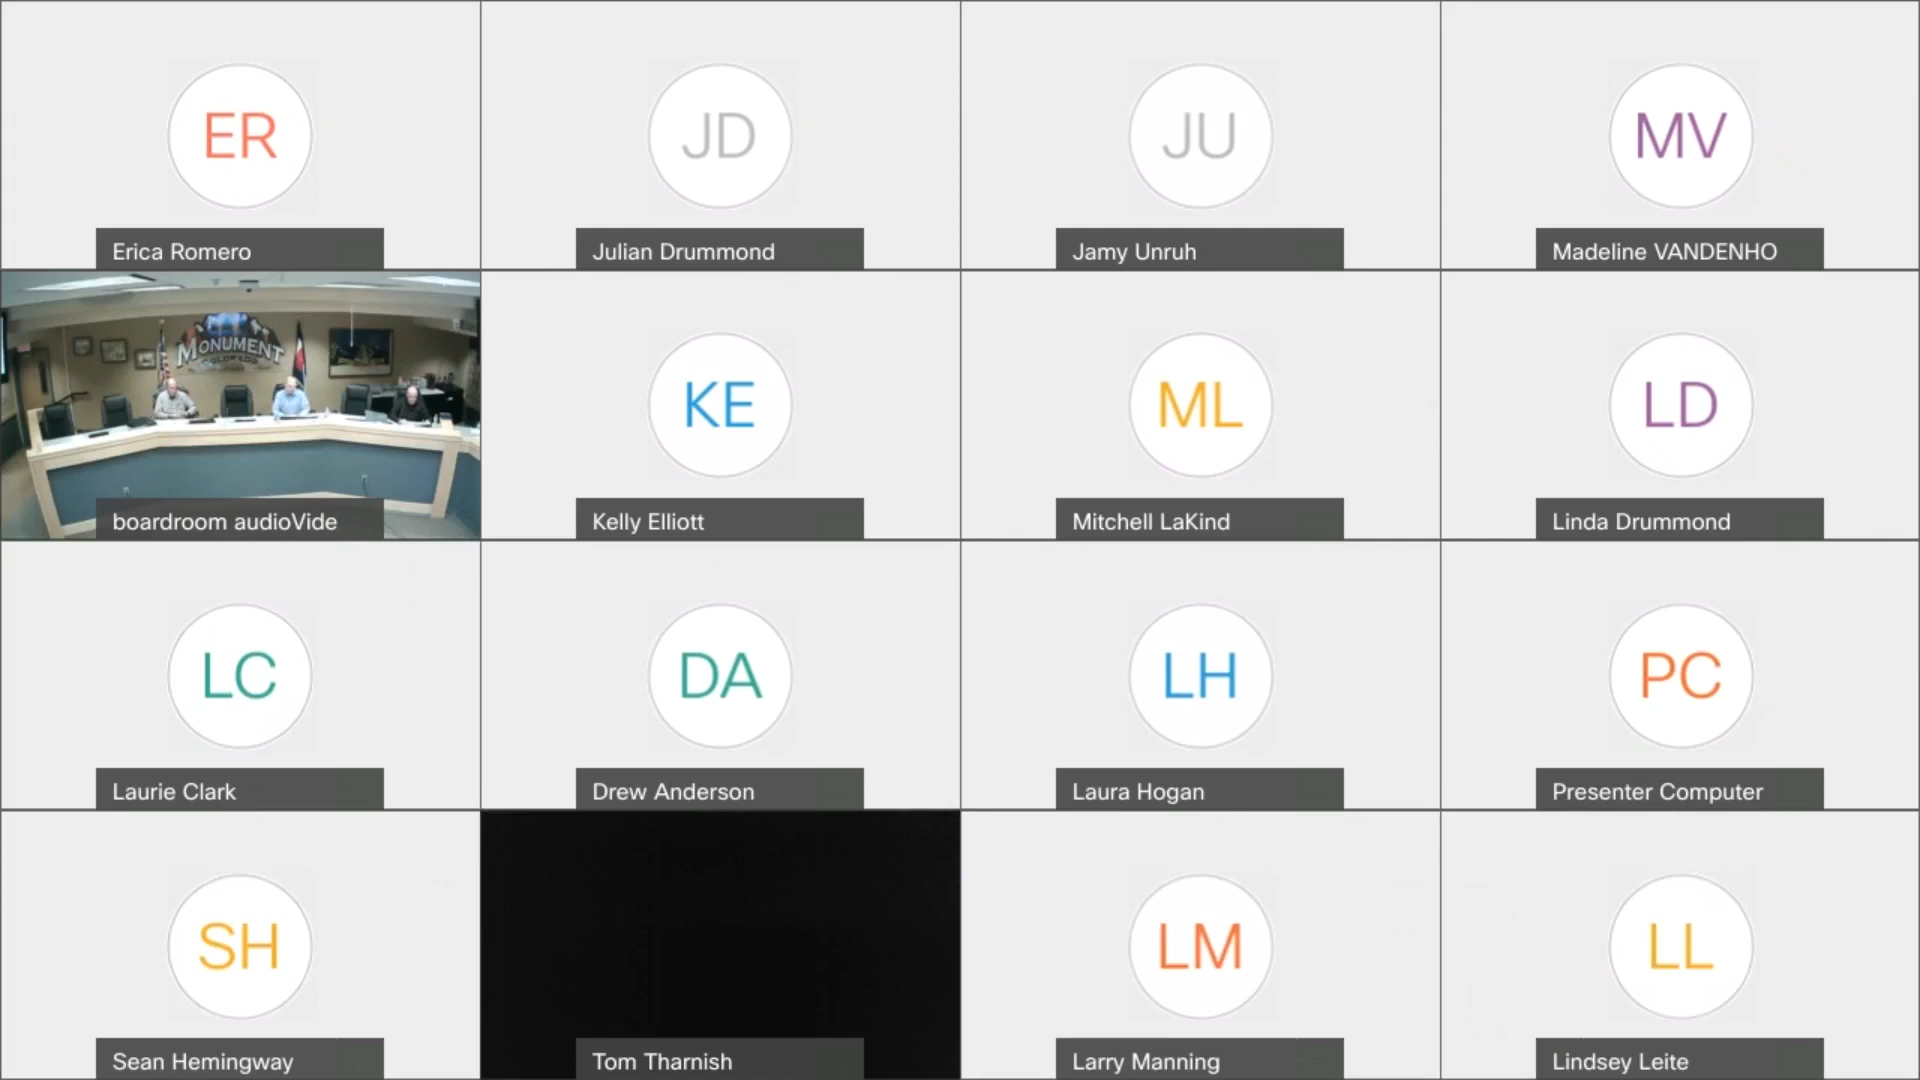 ER
JD
JU
MV
Erica Romero
Julian Drummond
Jamy Unruh
Madeline VANDENHO
MONUMENT
COLORADO
KE
ML
LD
boardroom audioVide
Kelly Elliott
Mitchell LaKind
Linda Drummond
LC
DA
LH
PC
Laurie Clark
Drew Anderson
Laura Hogan
Presenter Computer
SH
LM
LL
Sean Hemingway
Tom Tharnish
Larry Manning
Lindsey Leite